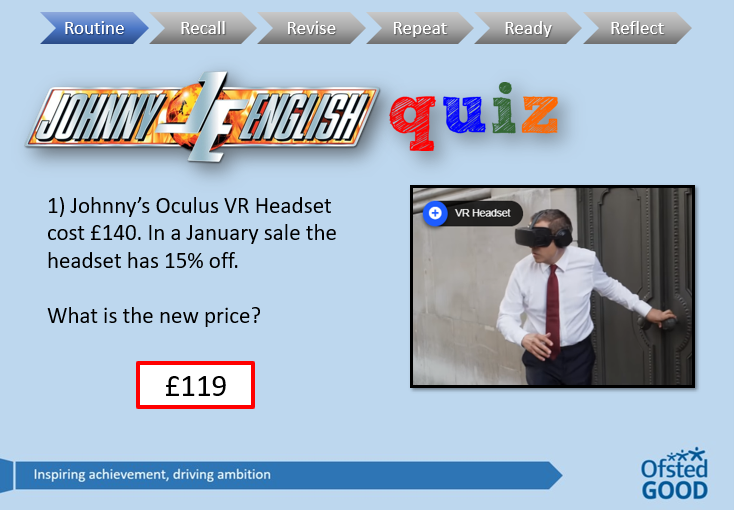 Routine
Recall
Revise
Repeat
Ready
Reflect
JOHNNY ENGLISH quiz
1) Johnny’s Oculus VR Headset
cost £140. In a January sale the
headset has 15% off.
What is the new price?
£119
VR Headset
Inspiring achievement, driving ambition
Ofsted
GOOD